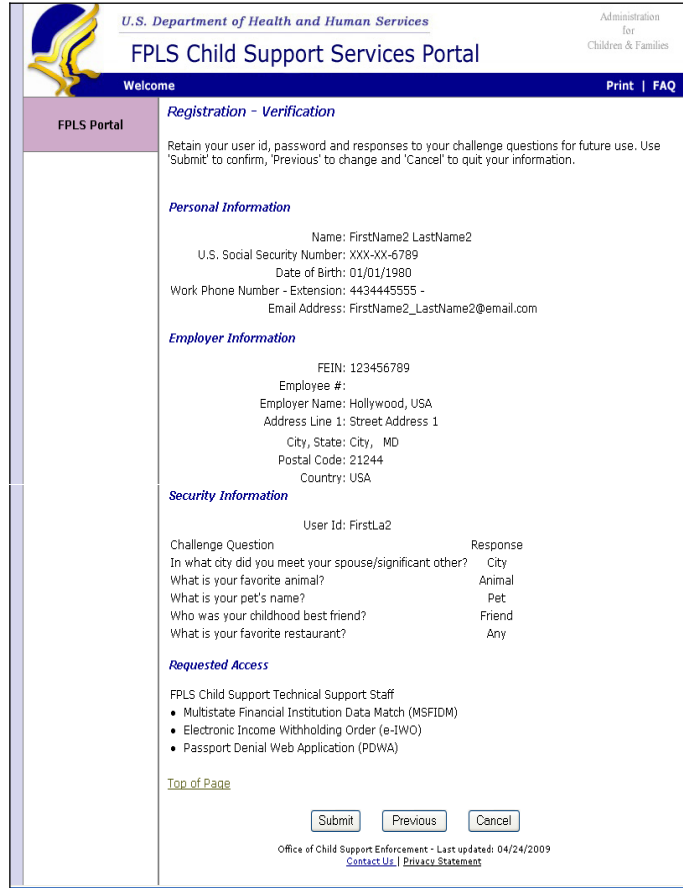 U.S. Department of Health and Human Services
Administration
for
Children & Families
FPLS Child Support Services Portal
Welcome
Print | FAQ
FPLS Portal
Registration - Verification
Retain your user id, password and responses to your challenge questions for future use. Use
'Submit' to confirm, 'Previous' to change and 'Cancel' to quit your information.
Personal Information
Name: FirstName2 LastName2
U.S. Social Security Number: XXX-XX-6789
Date of Birth: 01/01/1980
Work Phone Number - Extension: 4434445555 -
Email Address: FirstName2_LastName2@email.com
Employer Information
FEIN: 123456789
Employee #:
Employer Name: Hollywood, USA
Address Line 1: Street Address 1
City, State: City, MD
Postal Code: 21244
Country: USA
Security Information
User Id: FirstLa2
Challenge Question Response
In what city did you meet your spouse/significant other? City
What is your favorite animal? Animal
What is your pet's name? Pet
Who was your childhood best friend? Friend
What is your favorite restaurant? Any
Requested Access
FPLS Child Support Technical Support Staff
• Multistate Financial Institution Data Match (MSFIDM)
• Electronic Income Withholding Order (e-IWO)
• Passport Denial Web Application (PDWA)
Top of Page
Submit Previous Cancel
Office of Child Support Enforcement - Last updated: 04/24/2009
Contact Us | Privacy Statement